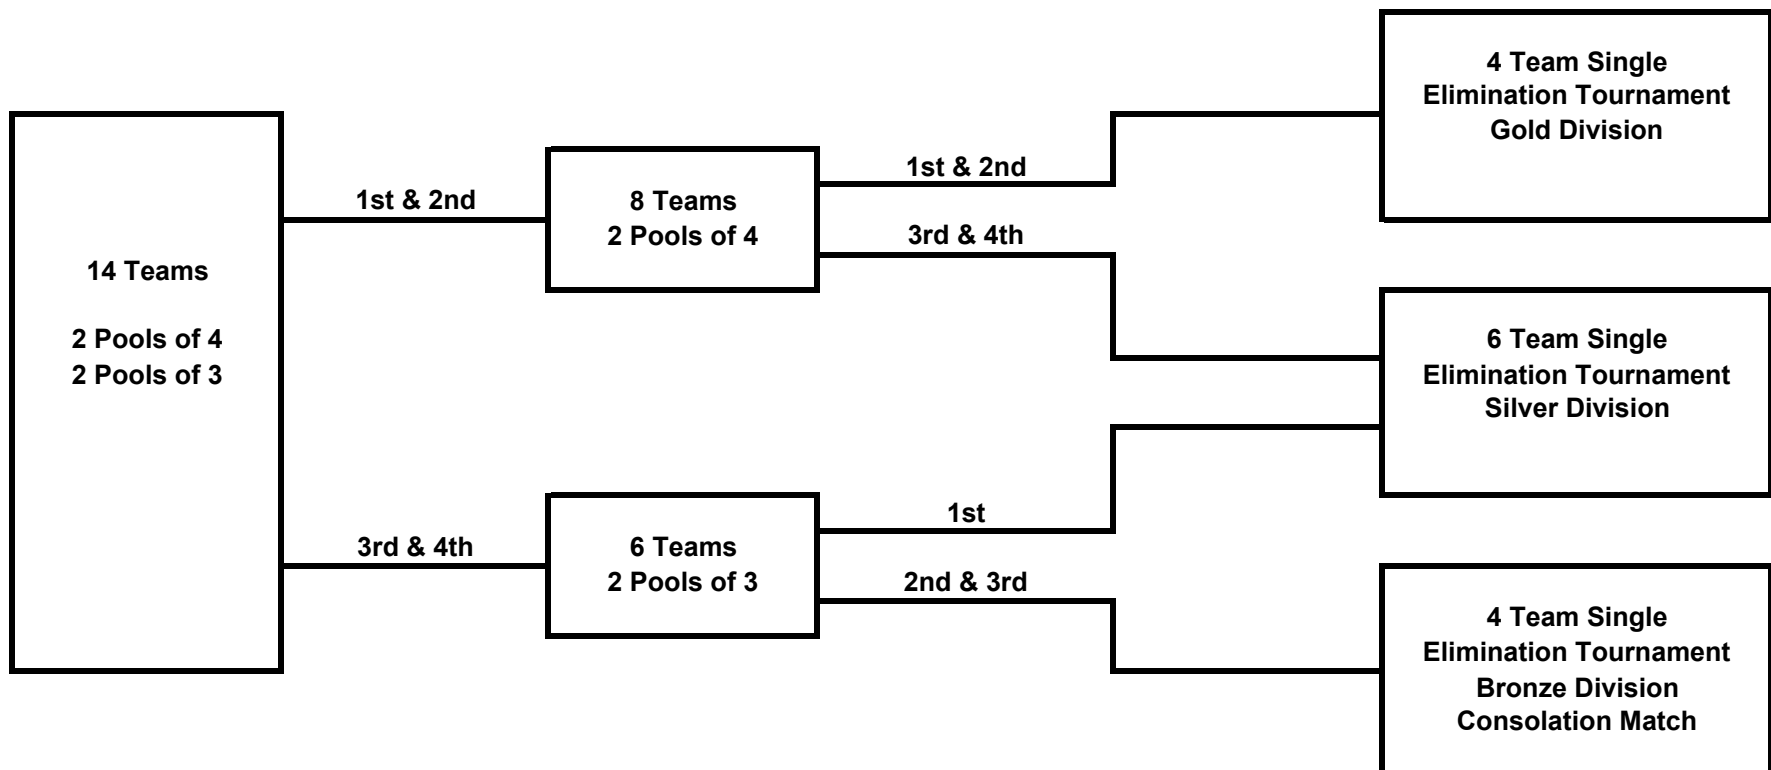 14 Teams
2 Pools of 4
2 Pools of 3
1st & 2nd
3rd & 4th
8 Teams
2 Pools of 4
6 Teams
2 Pools of 3
1st & 2nd
3rd & 4th
1st
2nd & 3rd
4 Team Single
Elimination Tournament
Gold Division
6 Team Single
Elimination Tournament
Silver Division
4 Team Single
Elimination Tournament
Bronze Division
Consolation Match